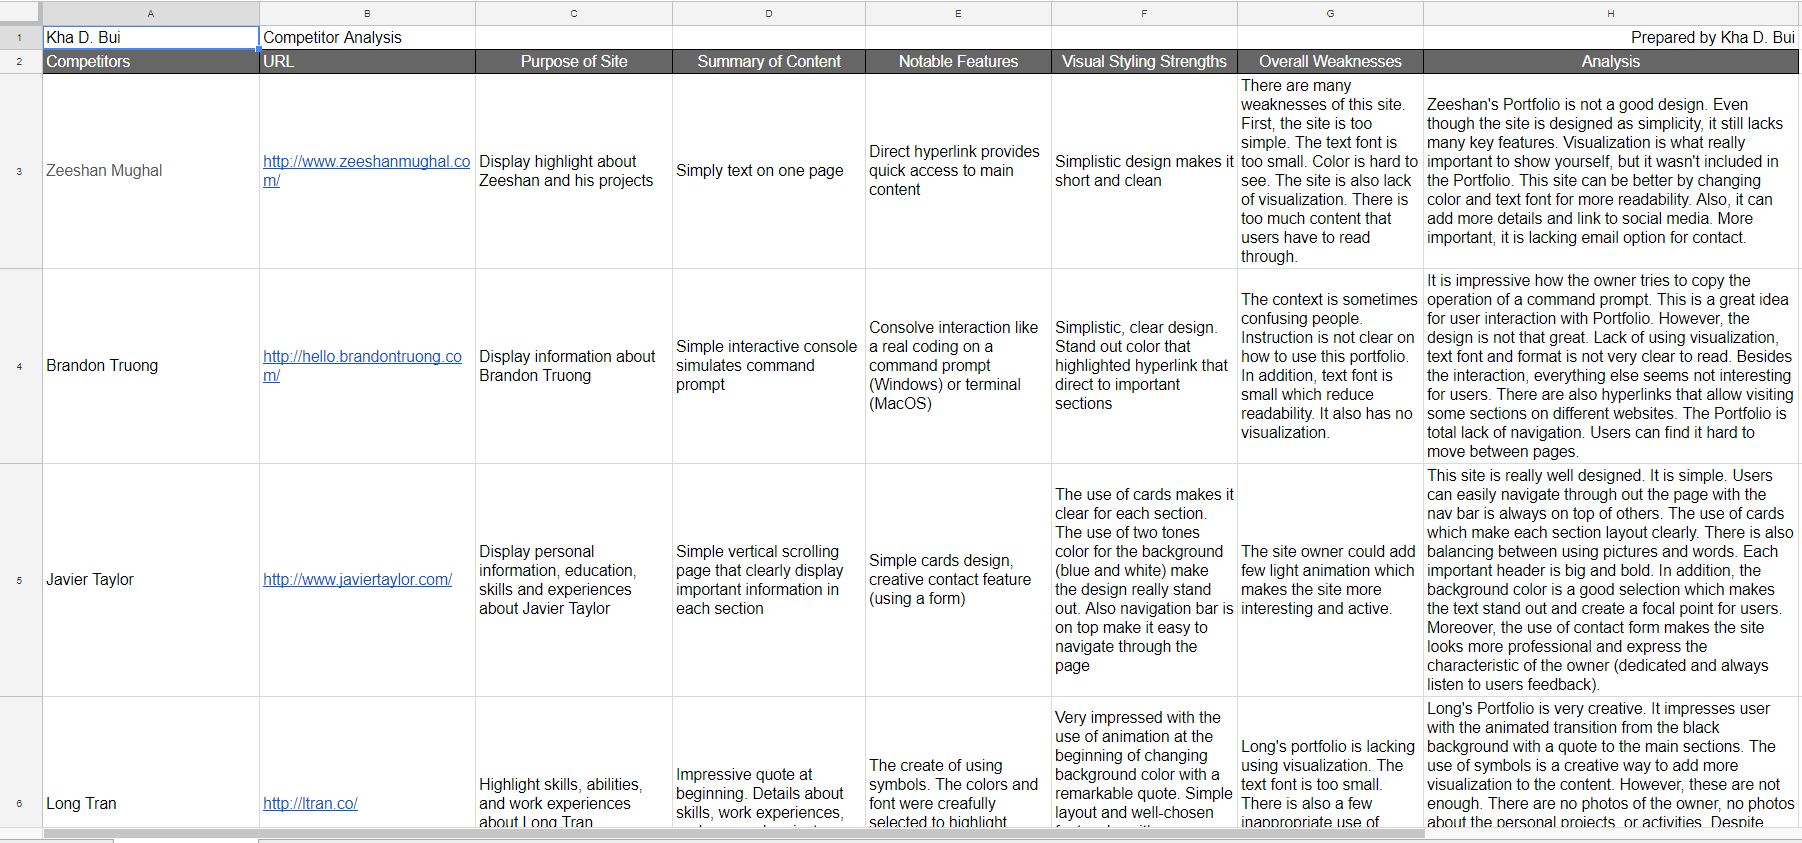 A B C D E F G H
1 Kha D. Bui Competitor Analysis Prepared by Kha D. Bui
2 Competitors URL Purpose of Site Summary of Content Notable Features Visual Styling Strengths Overall Weaknesses Analysis
3
Zeeshan Mughal
http://www.zeeshanmughal.co
m/
Display highlight about
Zeeshan and his projects
Simply text on one page
Direct hyperlink provides
quick access to main
content
Simplistic design makes it
short and clean
There are many
weaknesses of this site.
First, the site is too
simple. The text font is
too small. Color is hard to
see. The site is also lack
of visualization. There is
too much content that
users have to read
through.
Zeeshan's Portfolio is not a good design. Even
though the site is designed as simplicity, it still lacks
many key features. Visualization is what really
important to show yourself, but it wasn't included in
the Portfolio. This site can be better by changing
color and text font for more readability. Also, it can
add more details and link to social media. More
important, it is lacking email option for contact.
4
Brandon Truong
http://hello.brandontruong.co
m/
Display information about
Brandon Truong
Simple interactive console
simulates command
prompt
Consolve interaction like
a real coding on a
command prompt
(Windows) or terminal
(MacOS)
Simplistic, clear design.
Stand out color that
highlighted hyperlink that
direct to important
sections
The context is sometimes
confusing people.
Instruction is not clear on
how to use this portfolio.
In addition, text font is
small which reduce
readability. It also has no
visualization.
It is impressive how the owner tries to copy the
operation of a command prompt. This is a great idea
for user interaction with Portfolio. However, the
design is not that great. Lack of using visualization,
text font and format is not very clear to read. Besides
the interaction, everything else seems not interesting
for users. There are also hyperlinks that allow visiting
some sections on different websites. The Portfolio is
total lack of navigation. Users can find it hard to
move between pages.
5
Javier Taylor
http://www.javiertaylor.com/
Display personal
information, education,
skills and experiences
about Javier Taylor
Simple vertical scrolling
page that clearly display
important information in
each section
Simple cards design,
creative contact feature
(using a form)
The use of cards makes it
clear for each section.
The use of two tones
color for the background
(blue and white) make
the design really stand
out. Also navigation bar is
on top make it easy to
navigate through the
page
The site owner could add
few light animation which
makes the site more
interesting and active.
This site is really well designed. It is simple. Users
can easily navigate through out the page with the
nav bar is always on top of others. The use of cards
which make each section layout clearly. There is also
balancing between using pictures and words. Each
important header is big and bold. In addition, the
background color is a good selection which makes
the text stand out and create a focal point for users.
Moreover, the use of contact form makes the site
looks more professional and express the
characteristic of the owner (dedicated and always
listen to users feedback).
6
Long Tran
http://ltran.co/
Highlight skills, abilities,
and work experiences
about Long Tran
Impressive quote at
beginning. Details about
skills, work experiences,
The create of using
symbols. The colors and
font were creafully
selected to highlight
Very impressed with the
use of animation at the
beginning of changing
background color with a
remarkable quote. Simple
layout and well-chosen
Long's portfolio is lacking
using visualization. The
text font is too small.
There is also a few
inappropriate use of
Long's Portfolio is very creative. It impresses user
with the animated transition from the black
background with a quote to the main sections. The
use of symbols is a creative way to add more
visualization to the content. However, these are not
enough. There are no photos of the owner, no photos
about the personal projects, or activities. Despite